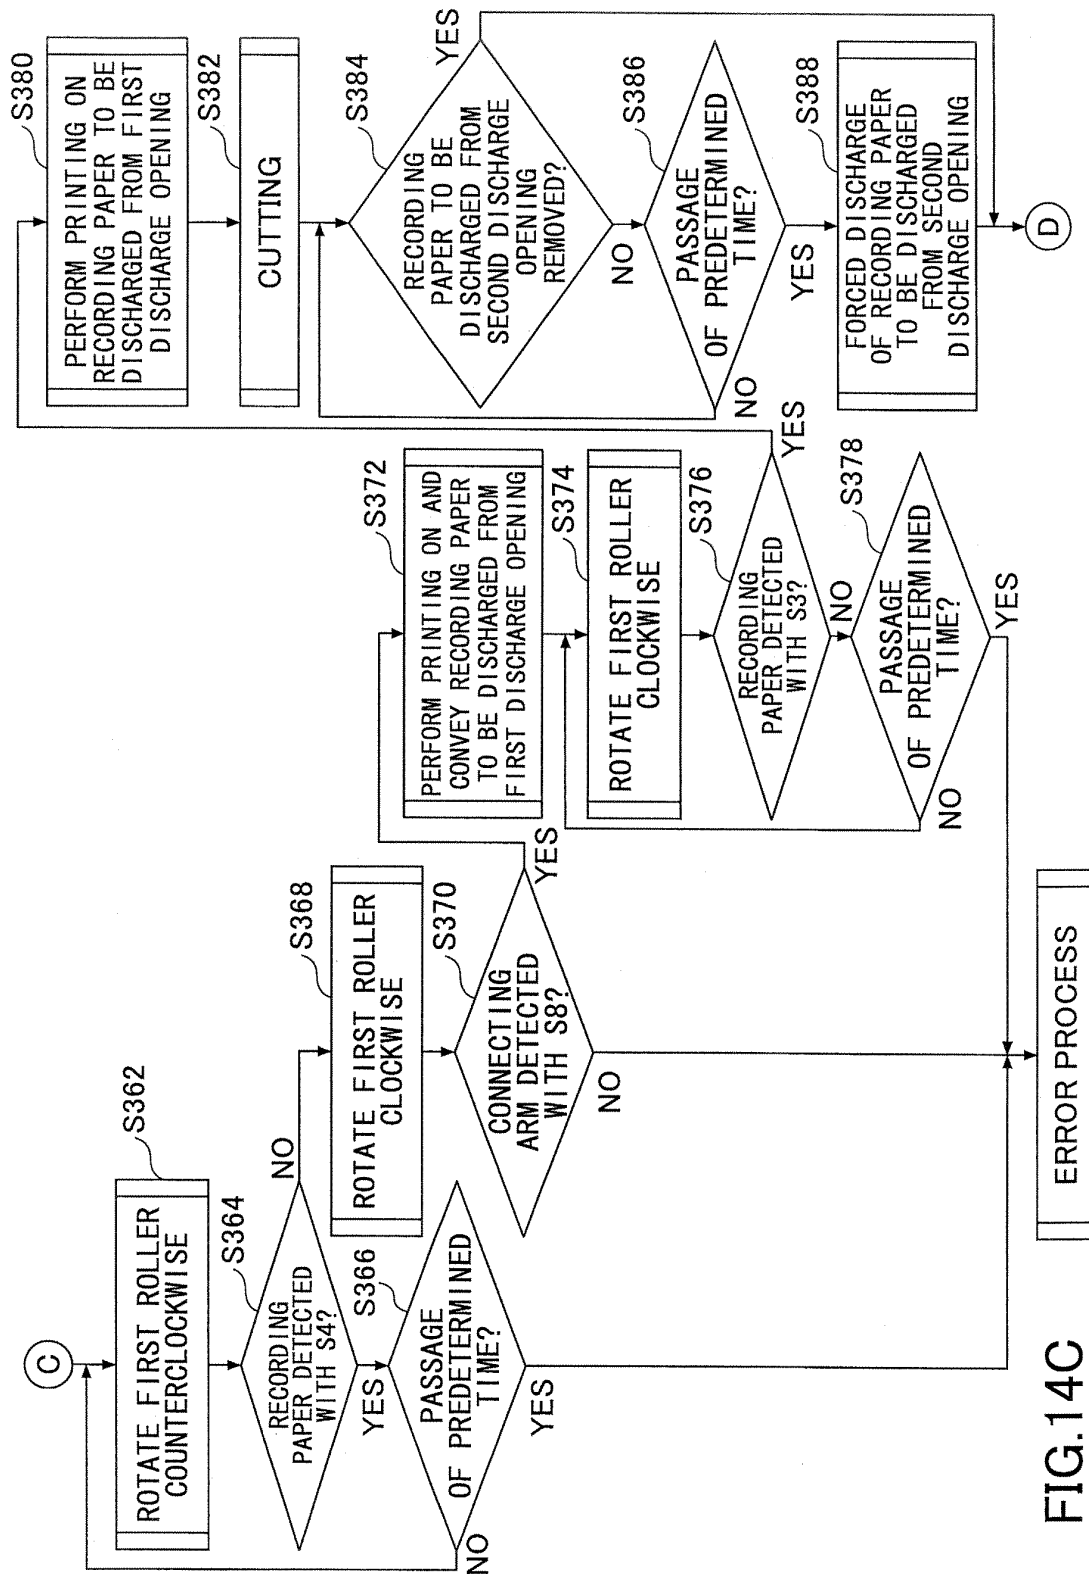 C
ROTATE FIRST ROLLER
COUNTERCLOCKWISE
S362
RECORDING
PAPER DETECTED
WITH S4?
S364
NO
YES
PASSAGE
OF PREDETERMINED
TIME?
S366
NO
YES
ROTATE FIRST ROLLER
CLOCKWISE
S368
CONNECTING
ARM DETECTED
WITH S8?
S370
YES
NO
PERFORM PRINTING ON AND
CONVEY RECORDING PAPER
TO BE DISCHARGED FROM
FIRST DISCHARGE OPENING
S372
ROTATE FIRST ROLLER
CLOCKWISE
S374
RECORDING
PAPER DETECTED
WITH S3?
S376
YES
NO
PASSAGE
OF PREDETERMINED
TIME?
S378
NO
YES
ERROR PROCESS
PERFORM PRINTING ON
RECORDING PAPER TO BE
DISCHARGED FROM FIRST
DISCHARGE OPENING
S380
CUTTING
S382
RECORDING
PAPER TO BE
DISCHARGED FROM
SECOND DISCHARGE
OPENING
REMOVED?
S384
YES
NO
PASSAGE
OF PREDETERMINED
TIME?
S386
NO
YES
FORCED DISCHARGE
OF RECORDING PAPER
TO BE DISCHARGED
FROM SECOND
DISCHARGE OPENING
S388
D
FIG.14C